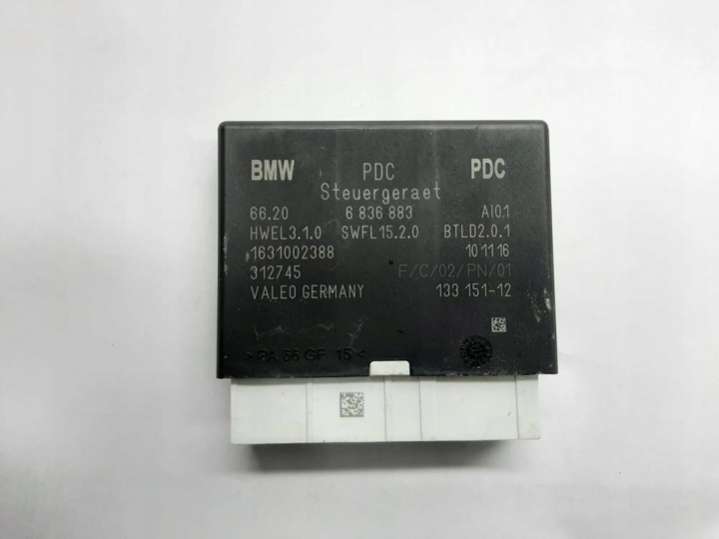 BMW PDC PDC
Steuergeraet
66.20 6 836 883 AI0.1
HWEL3.1.0 SWFL15.2.0 BTLD2.0.1
1631002388 101116
312745 F/C/02/PN/01
VALEO GERMANY 133 151-12
>PA 66 GF 15<